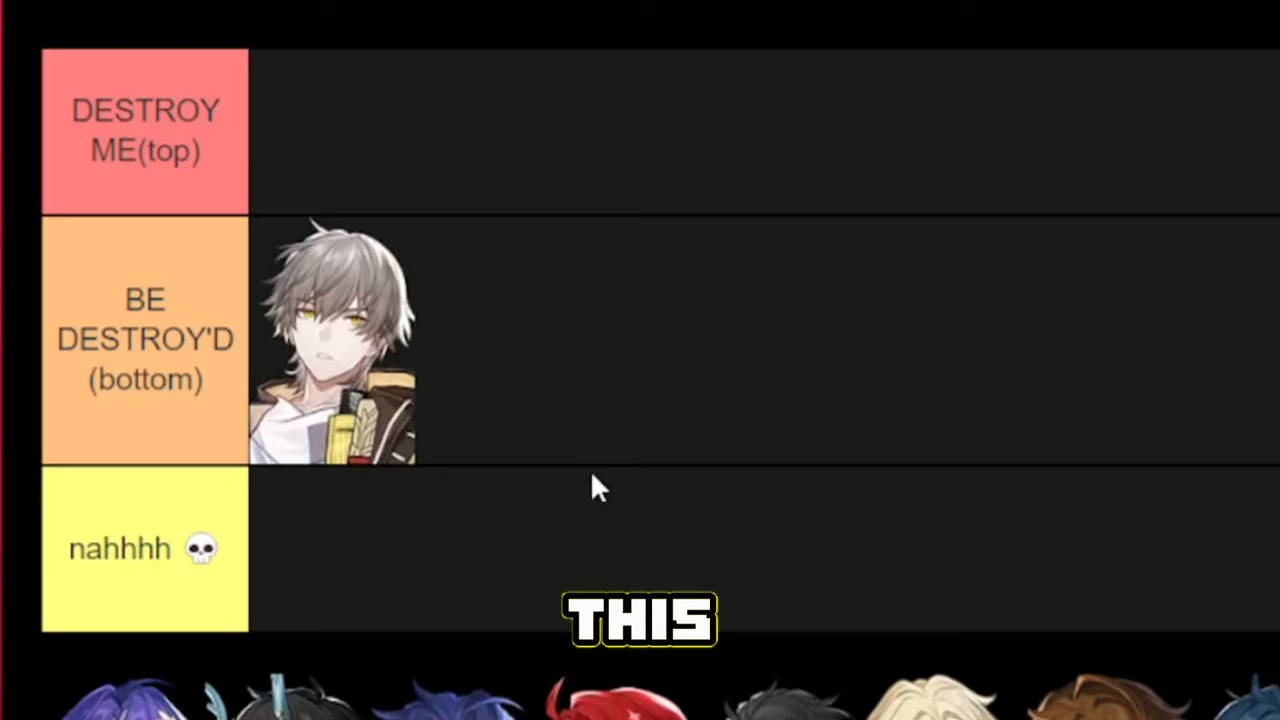 DESTROY
ME(top)
BE
DESTROY'D
(bottom)
nahhhh 💀
THIS